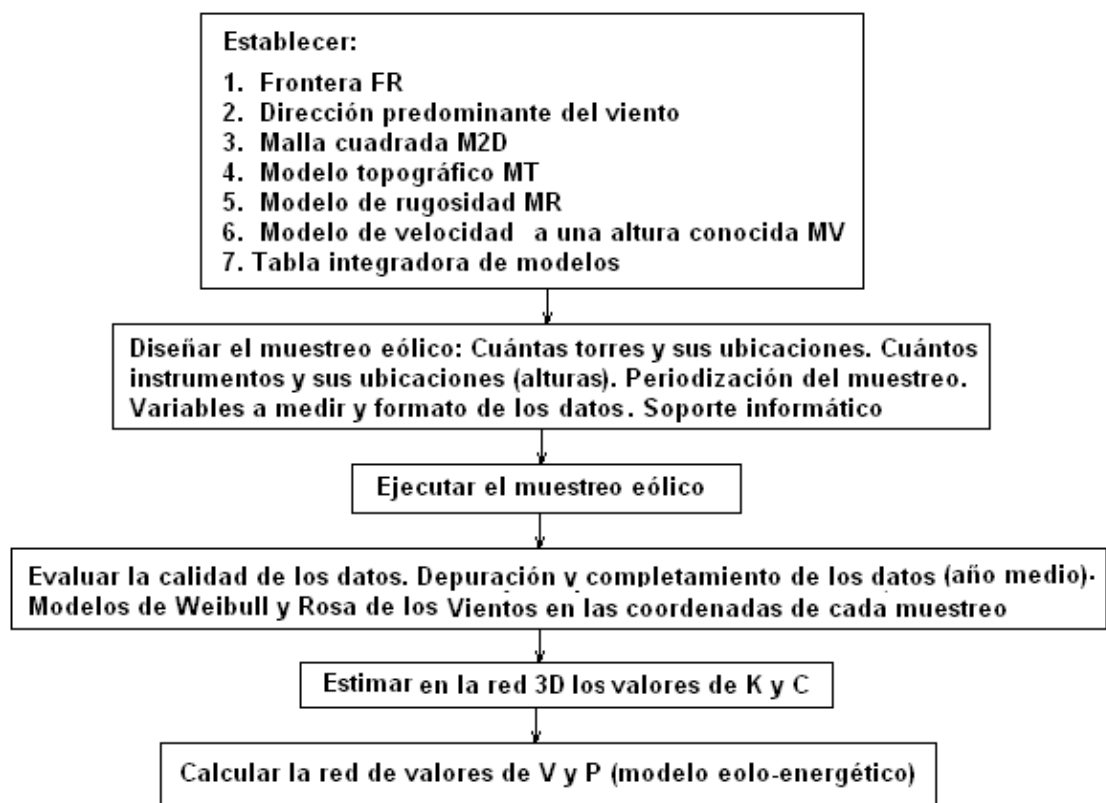 Establecer:
1. Frontera FR
2. Dirección predominante del viento
3. Malla cuadrada M2D
4. Modelo topográfico MT
5. Modelo de rugosidad MR
6. Modelo de velocidad a una altura conocida MV
7. Tabla integradora de modelos
Diseñar el muestreo eólico: Cuántas torres y sus ubicaciones. Cuántos
instrumentos y sus ubicaciones (alturas). Periodización del muestreo.
Variables a medir y formato de los datos. Soporte informático
Ejecutar el muestreo eólico
Evaluar la calidad de los datos. Depuración y completamiento de los datos (año medio).
Modelos de Weibull y Rosa de los Vientos en las coordenadas de cada muestreo
Estimar en la red 3D los valores de K y C
Calcular la red de valores de V y P (modelo eolo-energético)